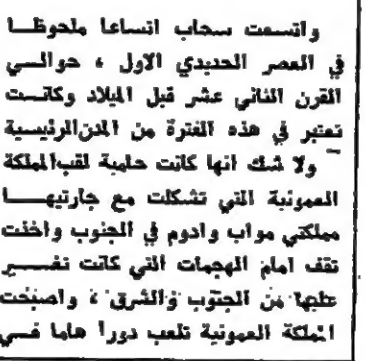 واتسعت سحاب اتساعا ملحوظا
في العصر الحديدي الاول ، حوالي
القرن الثاني عشر قبل الميلاد وكانت
تعتبر في هذه الفترة من المدن الرئيسية
ولا شك انها كانت حامية لقب المملكة
العمونية التي تشكلت مع جارتيها
مملكتي مواب وادوم في الجنوب واخذت
تقف امام الهجمات التي كانت تغير
عليها من الجنوب والشرق ، واصبحت
المملكة العمونية تلعب دورا هاما في